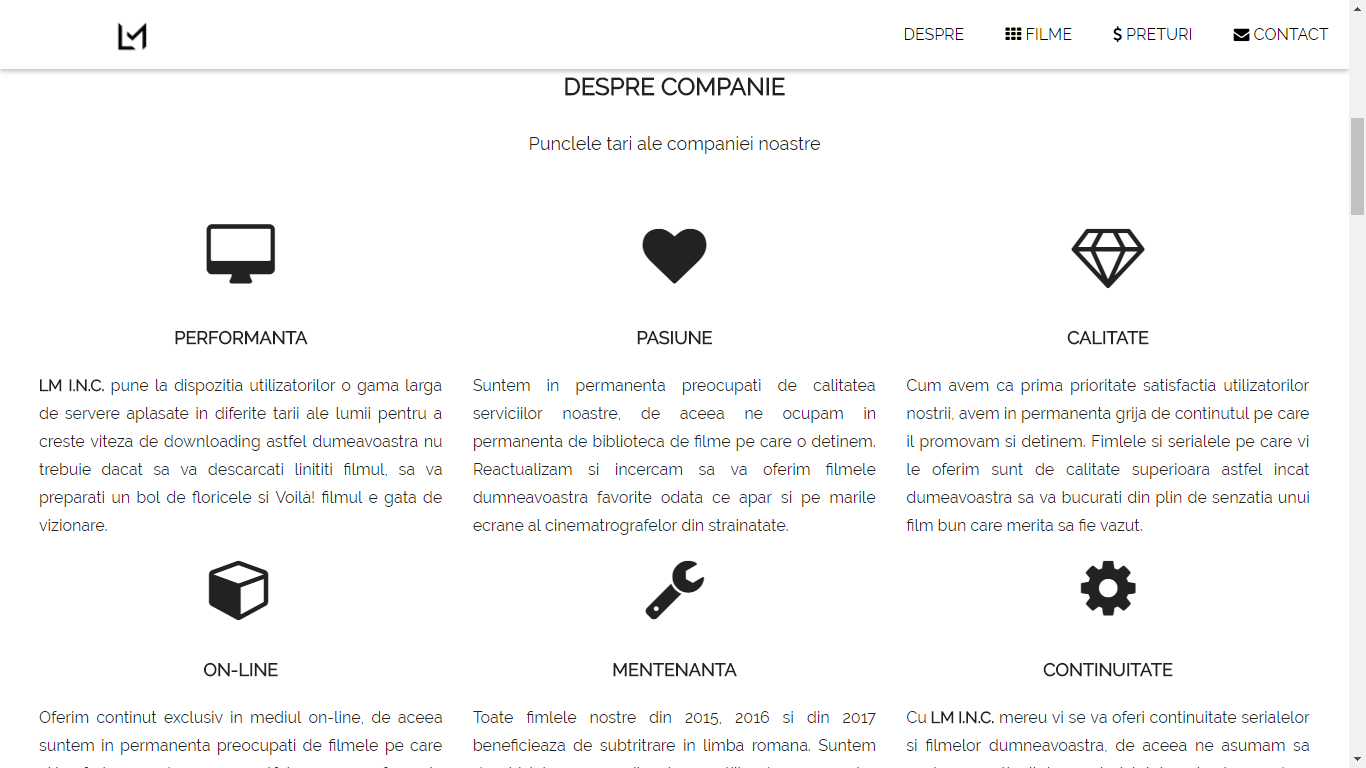 LM
DESPRE
FILME
$ PRETURI
CONTACT
DESPRE COMPANIE
Punclele tari ale companiei noastre
PERFORMANTA
LM I.N.C. pune la dispozitia utilizatorilor o gama larga
de servere aplasate in diferite tarii ale lumii pentru a
creste viteza de downloading astfel dumeavoastra nu
trebuie dacat sa va descarcati linititi filmul, sa va
preparati un bol de floricele si Voilà! filmul e gata de
vizionare.
PASIUNE
Suntem in permanenta preocupati de calitatea
serviciilor noastre, de aceea ne ocupam in
permanenta de biblioteca de filme pe care o detinem.
Reactualizam si incercam sa va oferim filmele
dumneavoastra favorite odata ce apar si pe marile
ecrane al cinematrografelor din strainatate.
CALITATE
Cum avem ca prima prioritate satisfactia utilizatorilor
nostrii, avem in permanenta grija de continutul pe care
il promovam si detinem. Fimlele si serialele pe care vi
le oferim sunt de calitate superioara astfel incat
dumeavoastra sa va bucurati din plin de senzatia unui
film bun care merita sa fie vazut.
ON-LINE
Oferim continut exclusiv in mediul on-line, de aceea
suntem in permanenta preocupati de filmele pe care
MENTENANTA
Toate fimlele nostre din 2015, 2016 si din 2017
beneficieaza de subtritrare in limba romana. Suntem
CONTINUITATE
Cu LM I.N.C. mereu vi se va oferi continuitate serialelor
si filmelor dumneavoastra, de aceea ne asumam sa